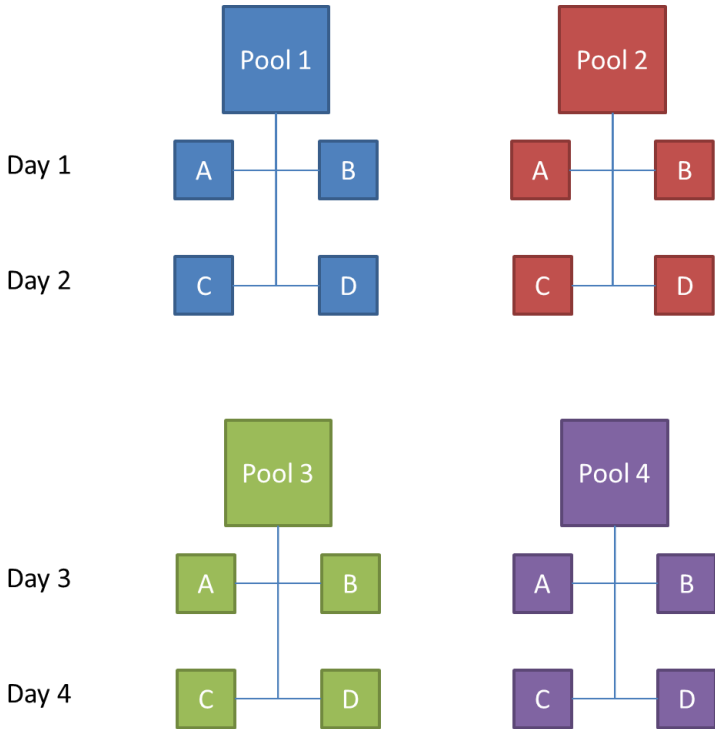 Pool 1 Pool 2
Day 1 A B A B
Day 2 C D C D
Pool 3 Pool 4
Day 3 A B A B
Day 4 C D C D